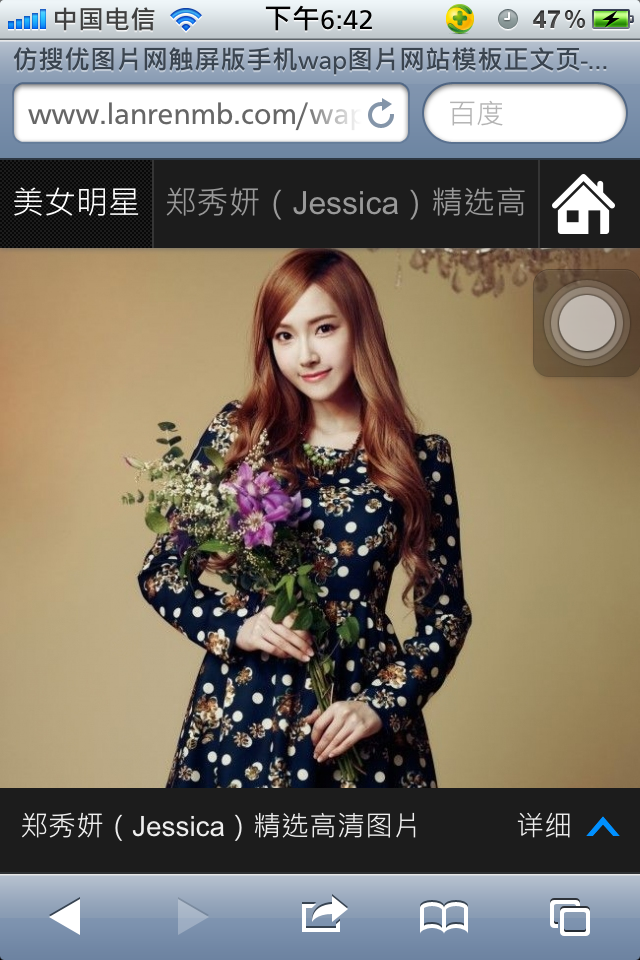 中国电信 下午6:42 47%
仿搜优图片网触屏版手机wap图片网站模板正文页-...
www.lanrenmb.com/wap 百度
美女明星 郑秀妍（Jessica）精选高
郑秀妍（Jessica）精选高清图片 详细